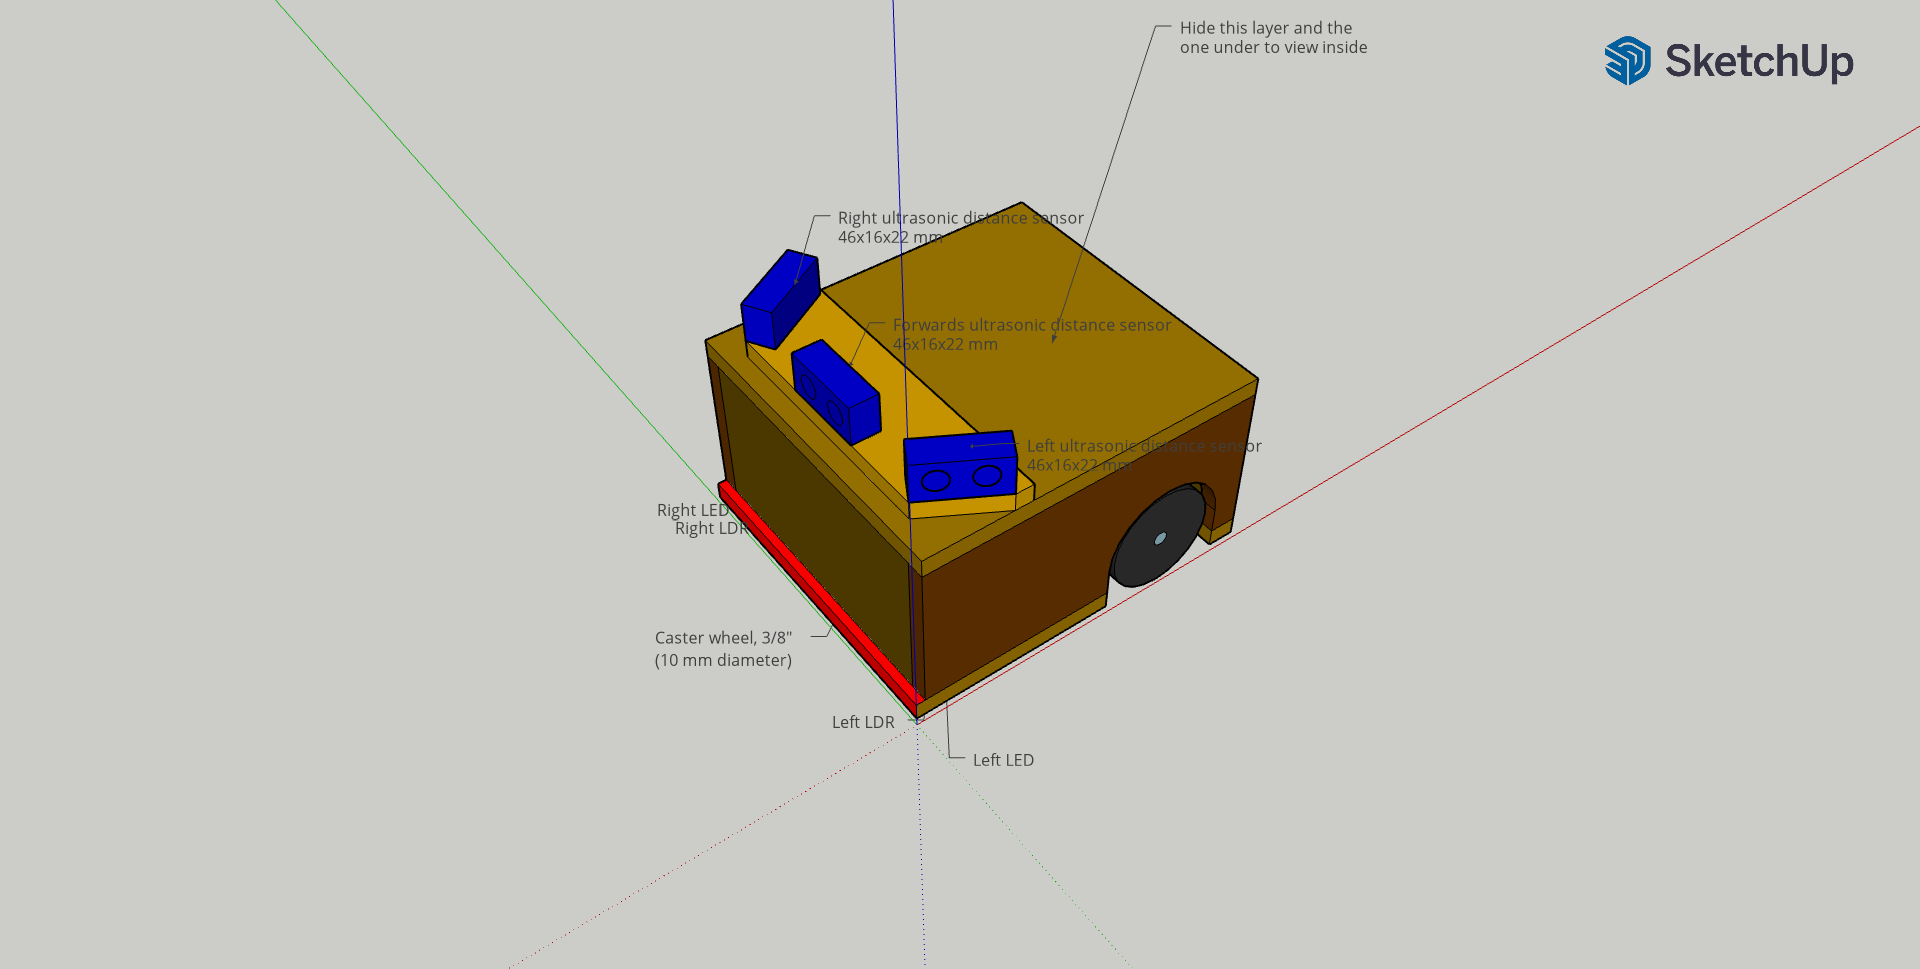 Hide this layer and the
one under to view inside
SketchUp
Right ultrasonic distance sensor
46x16x22 mm
Forwards ultrasonic distance sensor
46x16x22 mm
Left ultrasonic distance sensor
46x16x22 mm
Right LED
Right LDR
Caster wheel, 3/8"
(10 mm diameter)
Left LDR
Left LED